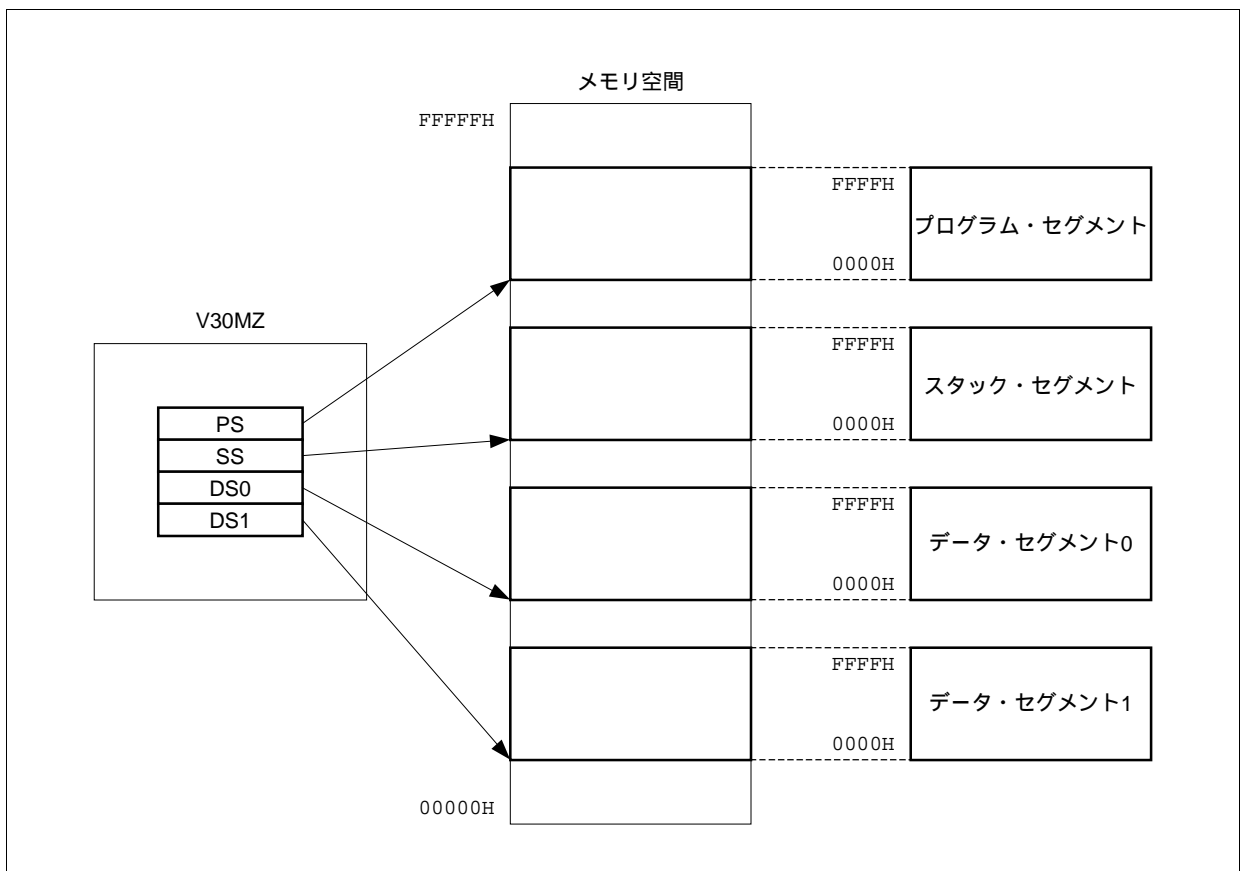 メモリ空間
FFFFFH
FFFFH
プログラム・セグメント
0000H
V30MZ
FFFFH
スタック・セグメント
0000H
PS
SS
DS0
DS1
FFFFH
データ・セグメント0
0000H
FFFFH
データ・セグメント1
0000H
00000H